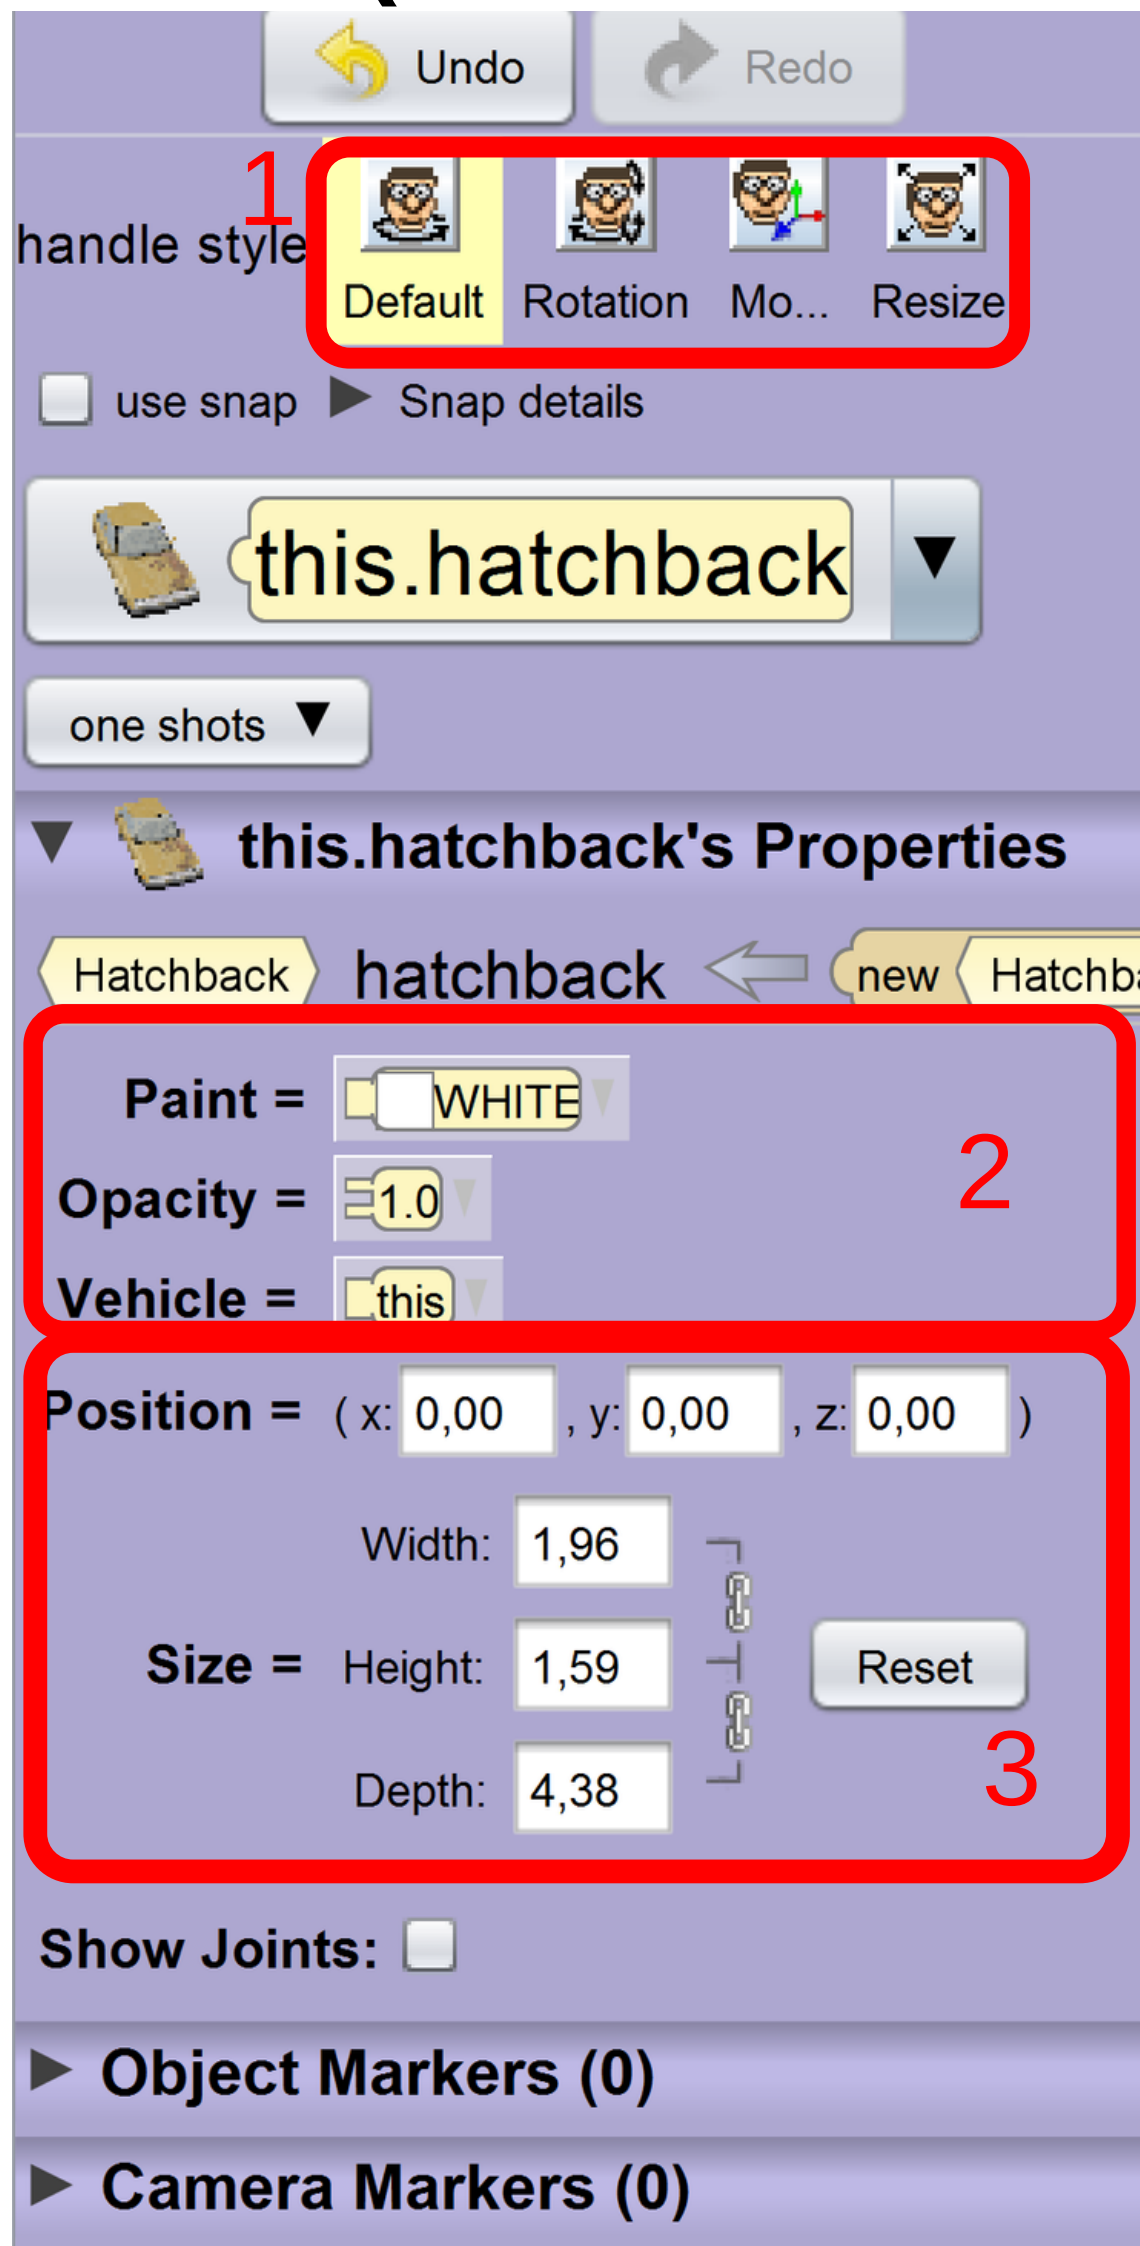 Undo Redo
1
handle style Default Rotation Mo... Resize
use snap Snap details
this.hatchback
one shots
this.hatchback's Properties
Hatchback hatchback new Hatchba
Paint = WHITE
2
Opacity = 1.0
Vehicle = this
Position = ( x: 0,00 , y: 0,00 , z: 0,00 )
Width: 1,96
Size = Height: 1,59 Reset
3
Depth: 4,38
Show Joints:
Object Markers (0)
Camera Markers (0)